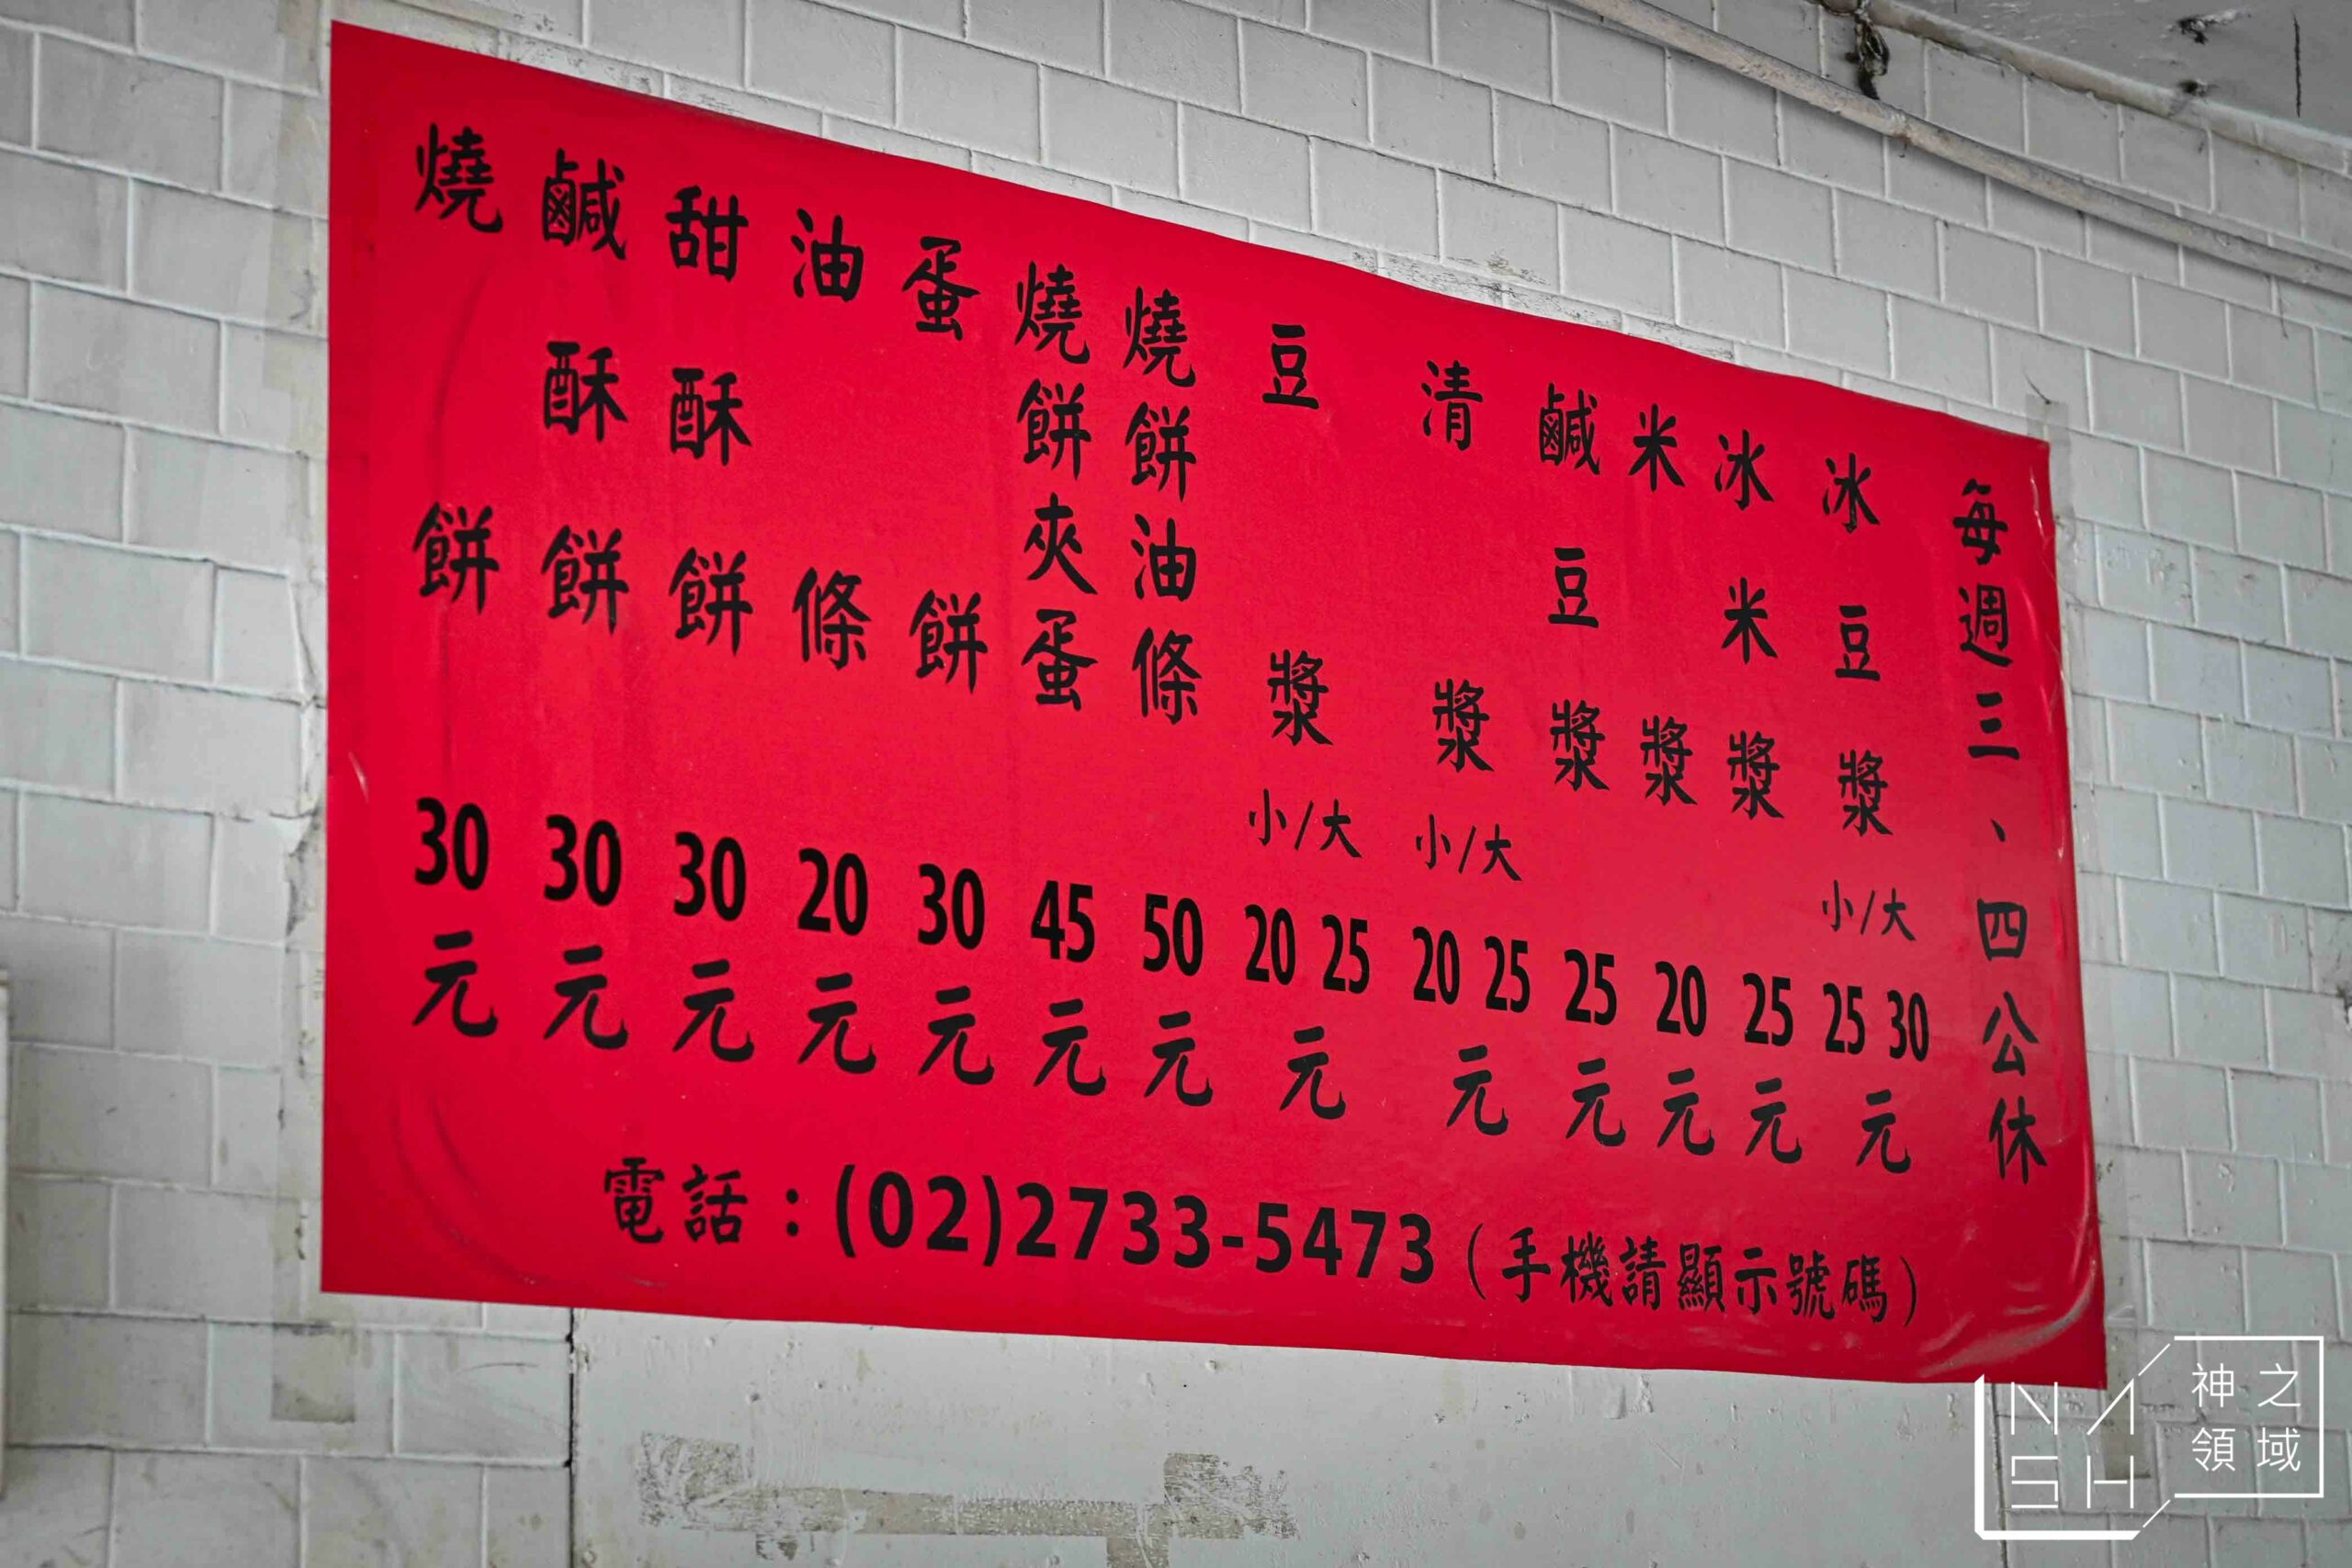 燒餅 30元
鹹酥餅 30元
甜酥餅 30元
油條 20元
蛋餅 30元
燒餅夾蛋 45元
燒餅油條 50元
豆漿 小/大 20 25元
清漿 小/大 20 25元
鹹豆漿 25元
米漿 20元
冰米漿 25元
冰豆漿 小/大 25 30元
每週三、四公休
電話：(02)2733-5473（手機請顯示號碼）
NASH
神之領域